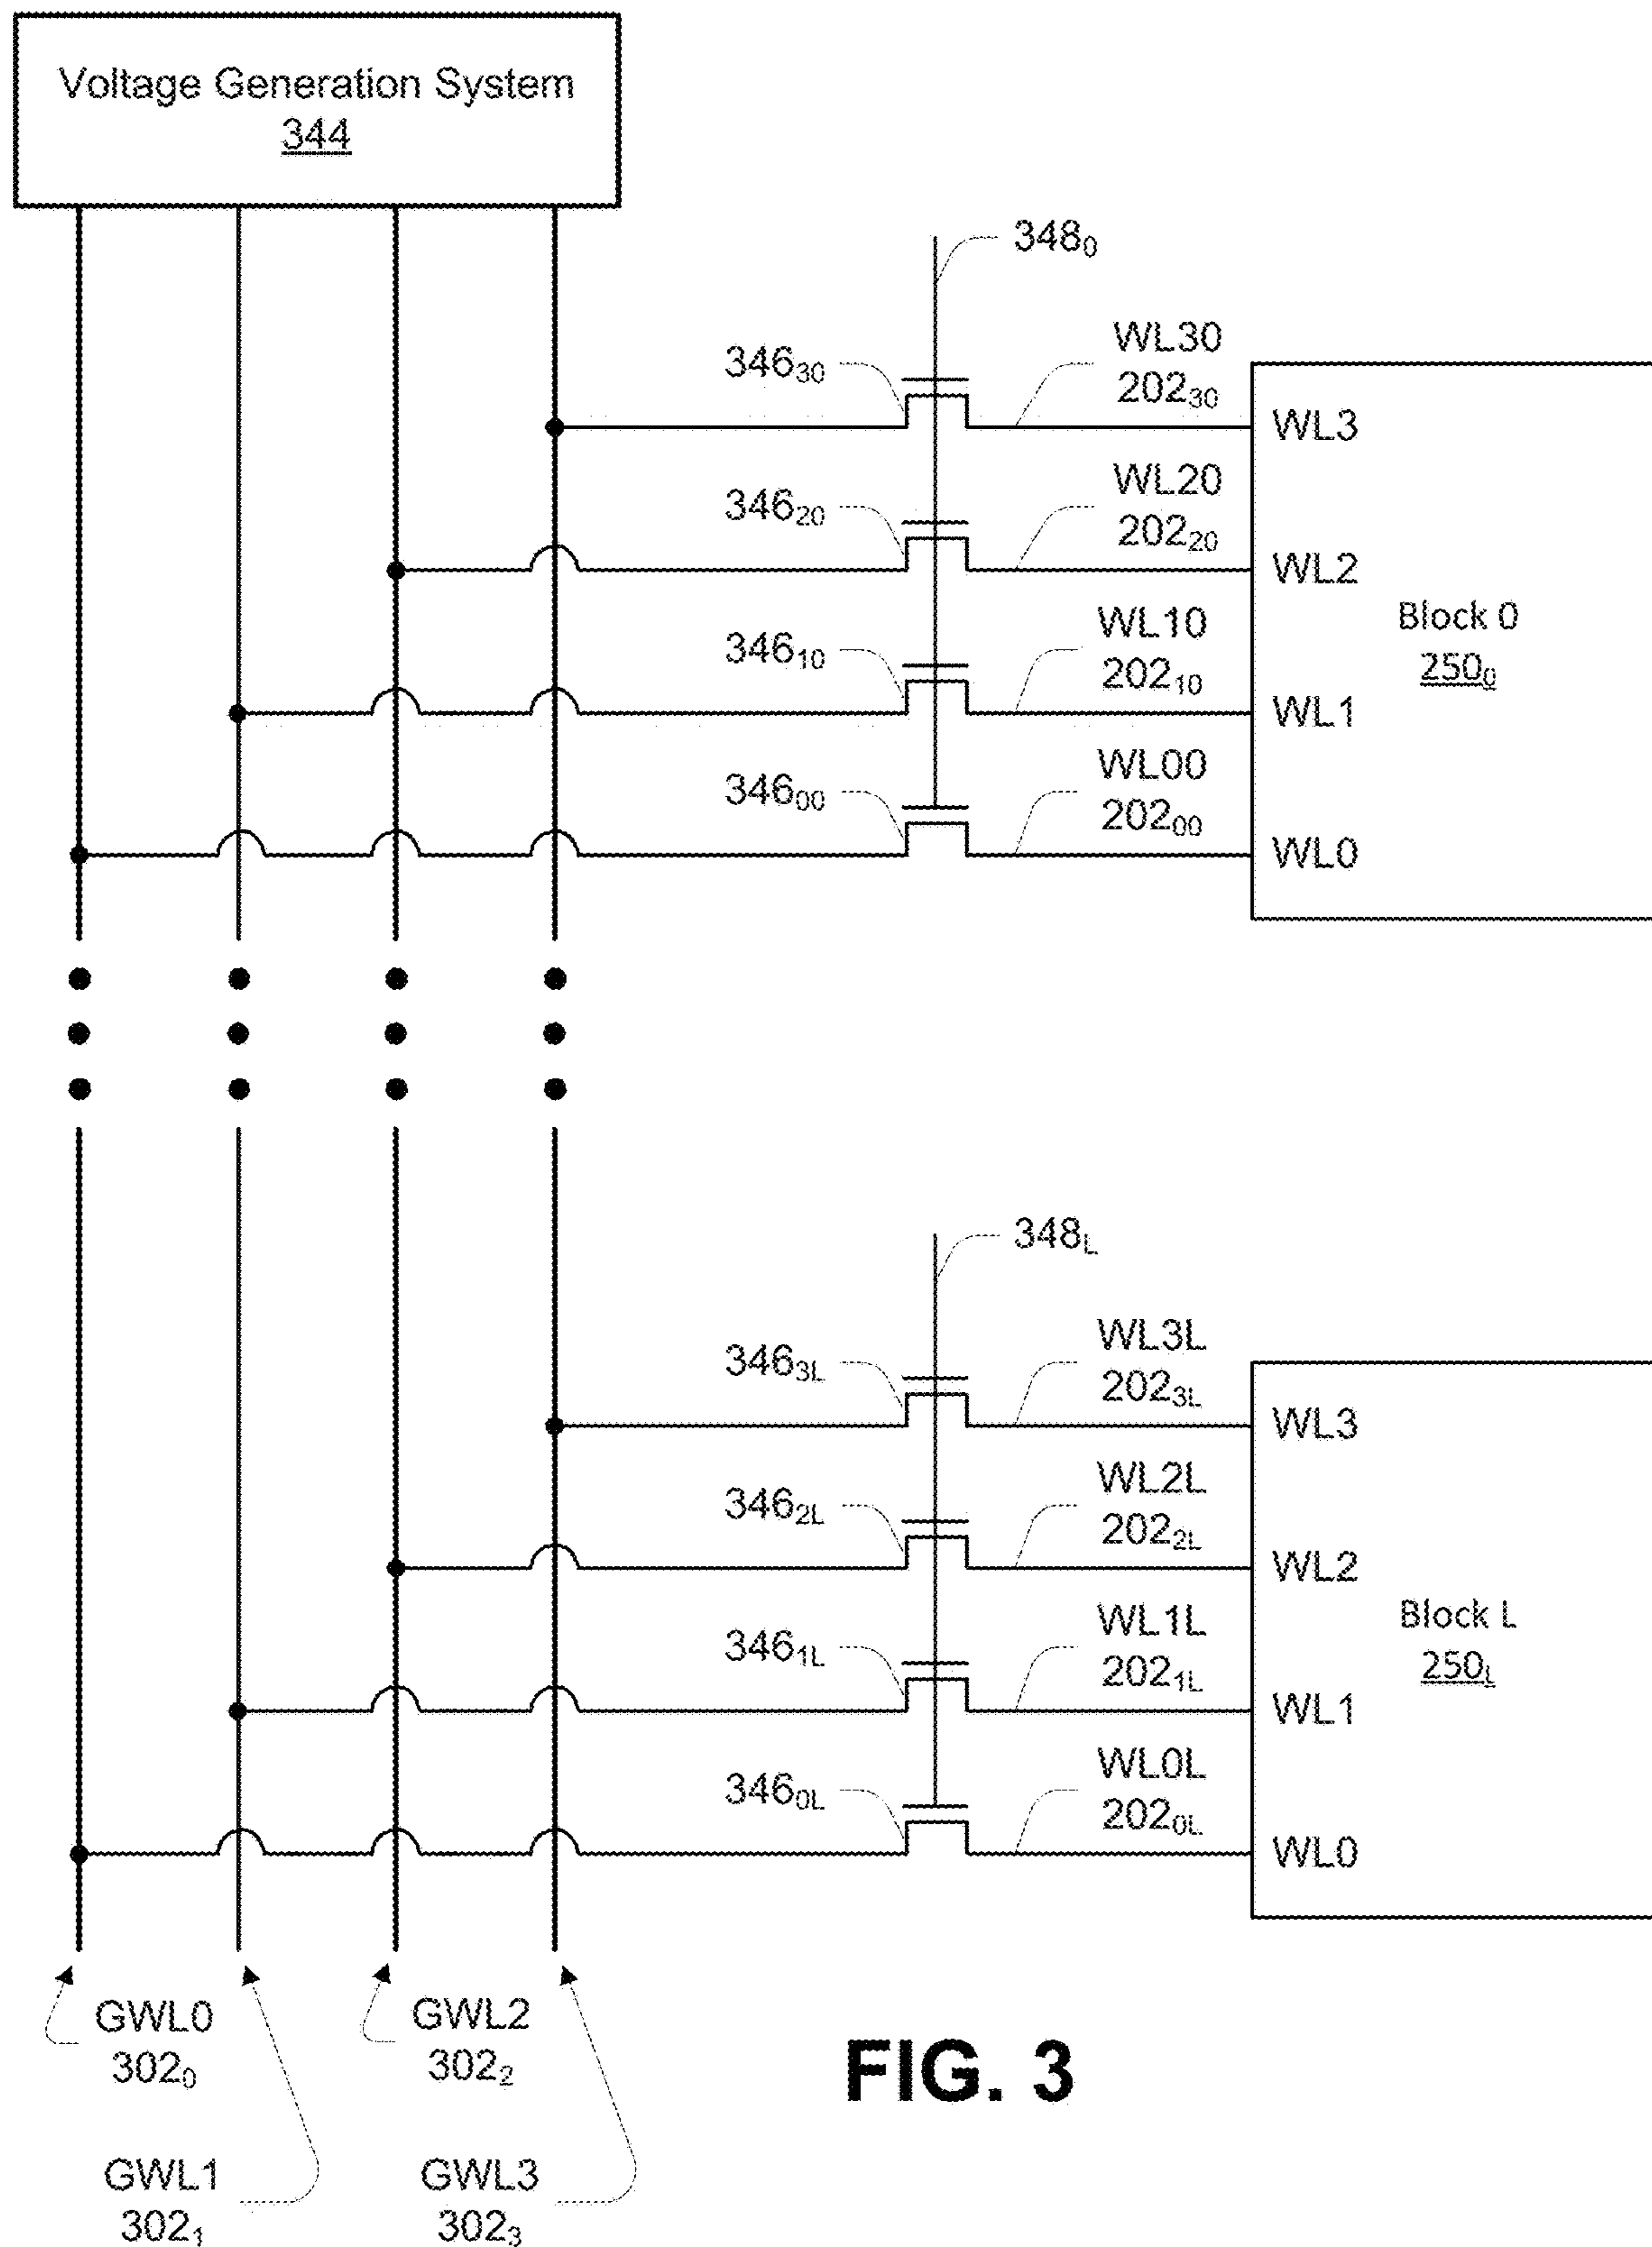 Voltage Generation System
344
348₀
346₃₀
WL30
202₃₀
WL3
346₂₀
WL20
202₂₀
WL2
Block 0
250₀
346₁₀
WL10
202₁₀
WL1
346₀₀
WL00
202₀₀
WL0
348L
346₃L
WL3L
202₃L
WL3
346₂L
WL2L
202₂L
WL2
Block L
250L
346₁L
WL1L
202₁L
WL1
346₀L
WL0L
202₀L
WL0
GWL0
302₀
GWL2
302₂
GWL1
302₁
GWL3
302₃
FIG. 3